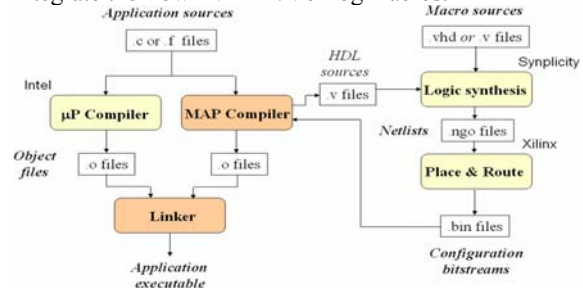 Application sources
Macro sources
.c or .f files
.vhd or .v files
HDL
sources
Synplicity
Intel
.v files
Logic synthesis
µP Compiler
MAP Compiler
Netlists
.ngo files
Object
files
Xilinx
.o files
.o files
Place & Route
Linker
.bin files
Application
executable
Configuration
bitstreams